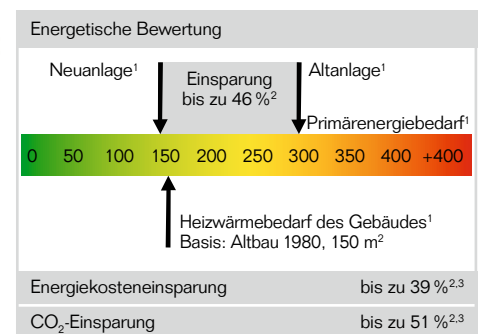 Energetische Bewertung
Neuanlage¹
Einsparung
bis zu 46 %²
Altanlage¹
Primärenergiebedarf¹
0 50 100 150 200 250 300 350 400 +400
Heizwärmebedarf des Gebäudes¹
Basis: Altbau 1980, 150 m²
Energiekosteneinsparung bis zu 39 %²,³
CO₂-Einsparung bis zu 51 %²,³